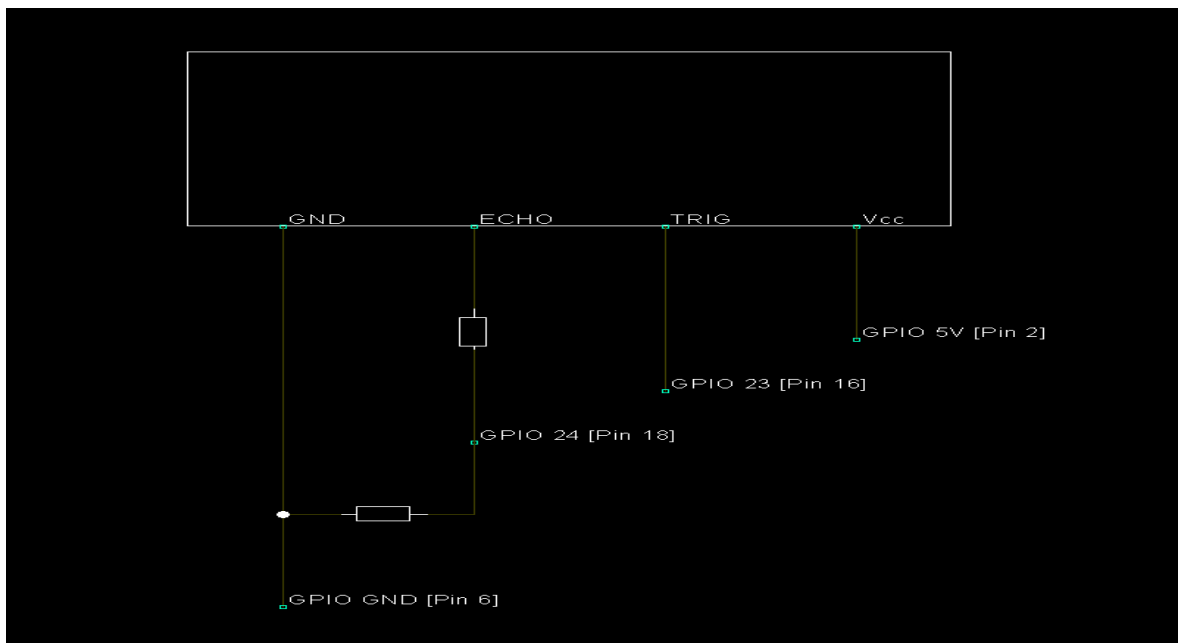 GND ECHO TRIG Vcc
GPIO 5V [Pin 2]
GPIO 23 [Pin 16]
GPIO 24 [Pin 18]
GPIO GND [Pin 6]